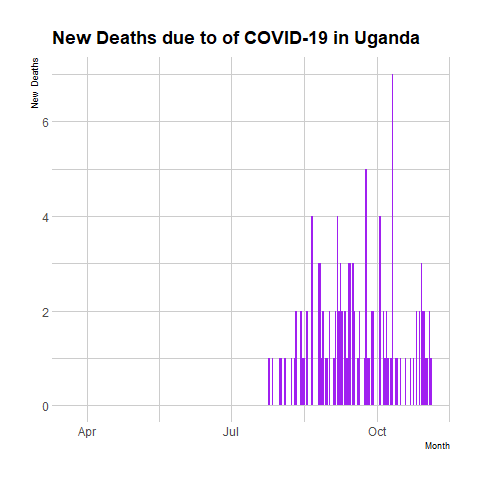 New Deaths due to of COVID-19 in Uganda
New Deaths
6
4
2
0
Apr
Jul
Oct
Month